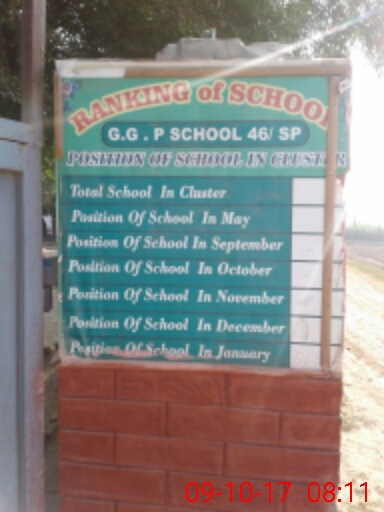 RANKING of SCHOOL
G.G . P SCHOOL 46/ SP
POSITION OF SCHOOL IN CLUSTER
Total School In Cluster
Position Of School In May
Position Of School In September
Position Of School In October
Position Of School In November
Position Of School In December
Position Of School In January
09-10-17 08:11